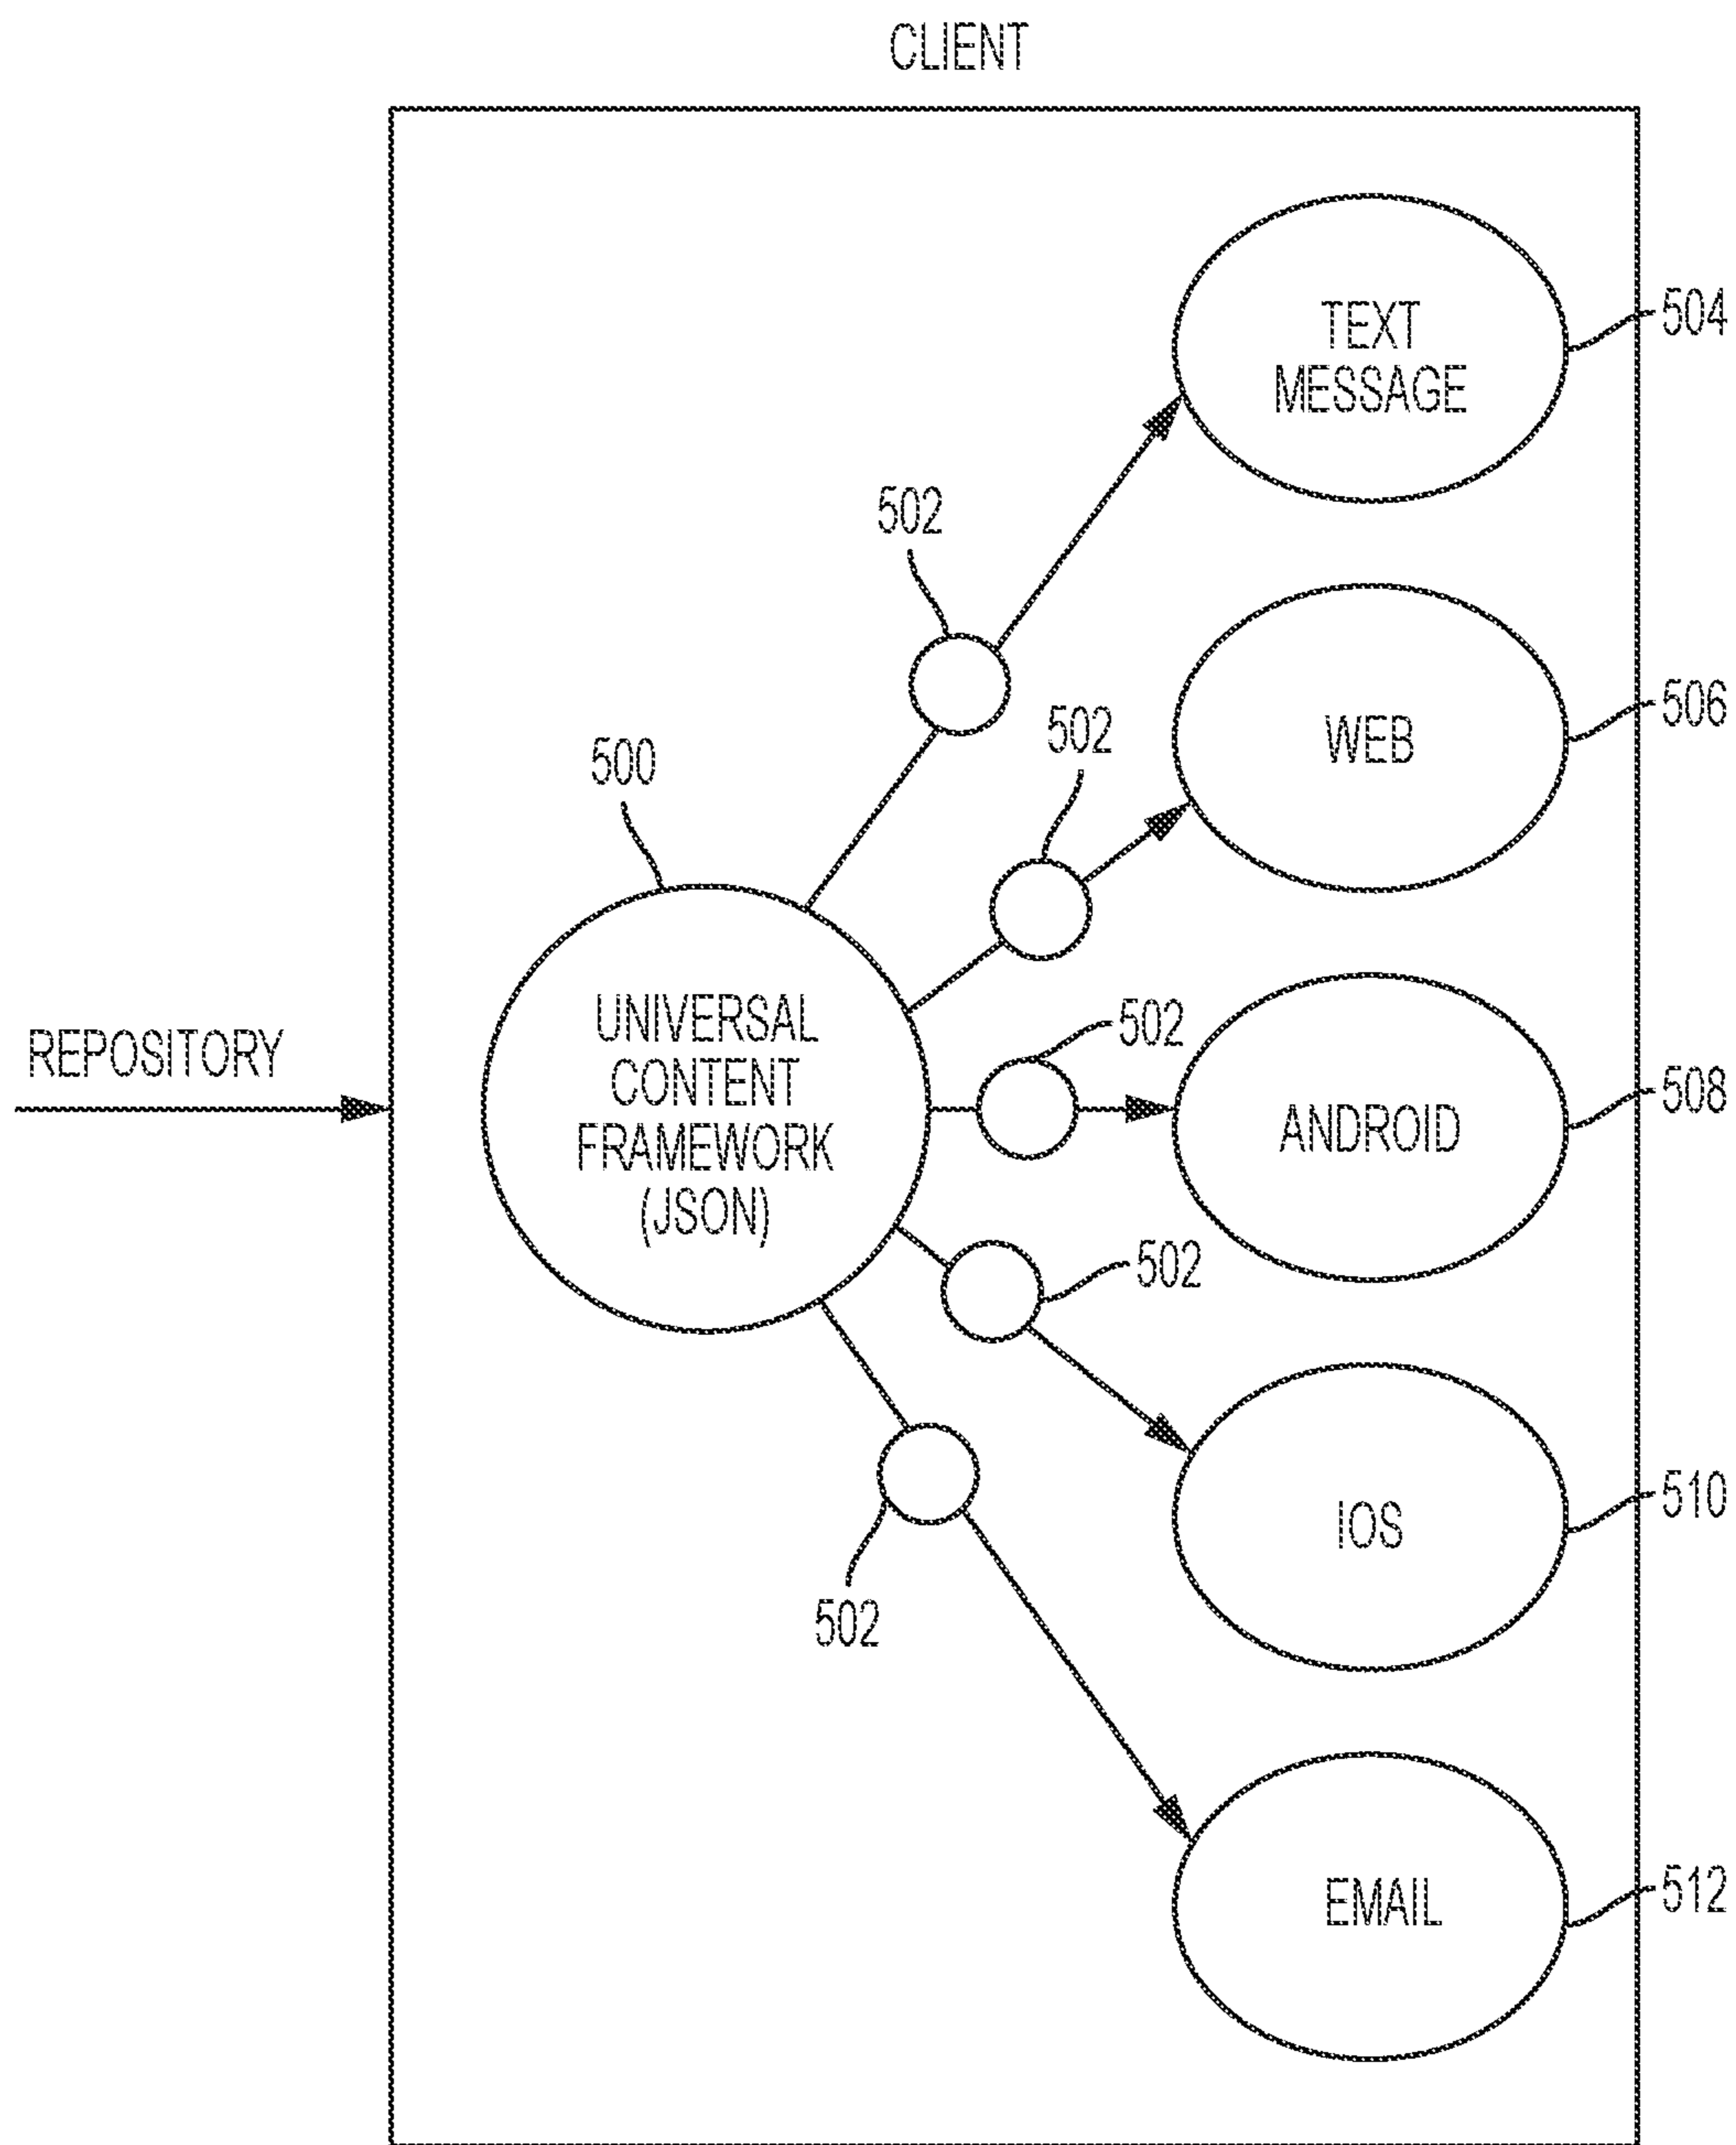 CLIENT
TEXT
MESSAGE
504
502
WEB
506
502
500
UNIVERSAL
CONTENT
FRAMEWORK
(JSON)
REPOSITORY
502
ANDROID
508
502
IOS
510
502
EMAIL
512